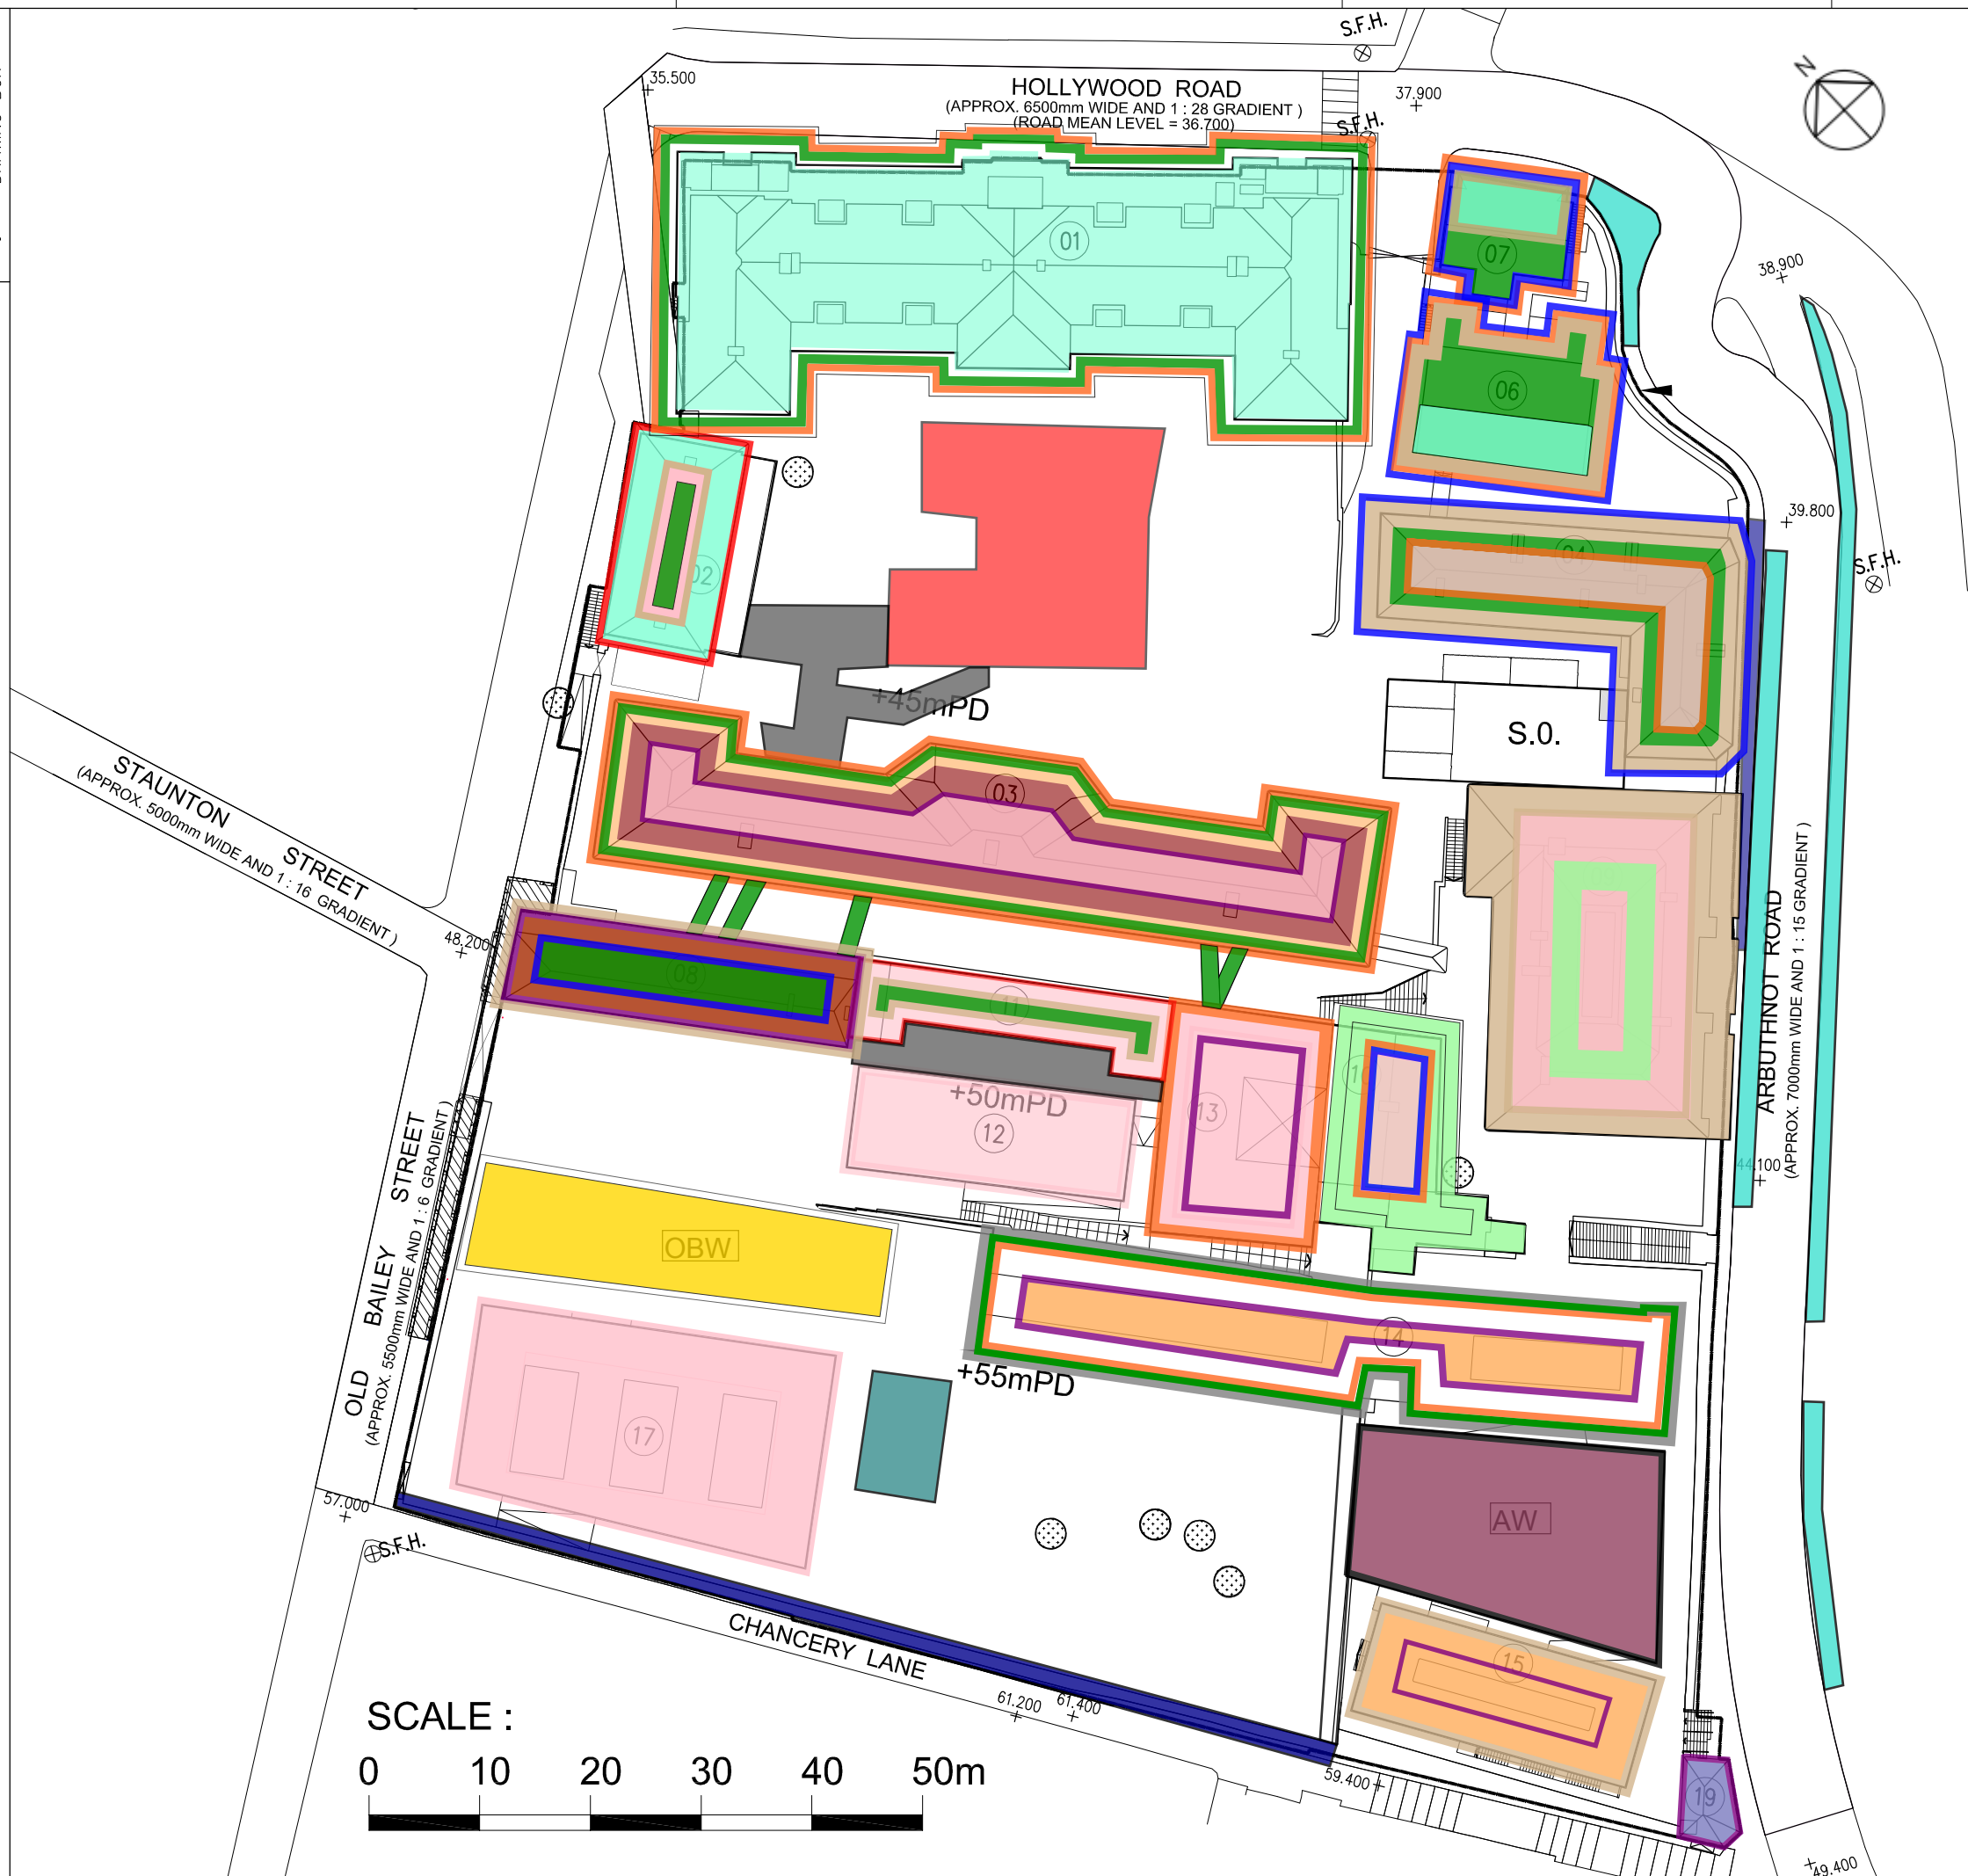 S.F.H.
N
35.500
HOLLYWOOD ROAD
(APPROX. 6500mm WIDE AND 1 : 28 GRADIENT )
(ROAD MEAN LEVEL = 36.700)
37.900
S.F.H.
01
07
38.900
06
39.800
04
S.F.H.
02
+45mPD
S.O.
03
STAUNTON STREET
(APPROX. 5000mm WIDE AND 1 : 16 GRADIENT )
48.200
08
11
ARBUTHNOT ROAD
(APPROX. 7000mm WIDE AND 1 : 15 GRADIENT )
+50mPD
12
13
44.100
OLD BAILEY STREET
(APPROX. 5500mm WIDE AND 1 : 6 GRADIENT )
OBW
14
+55mPD
17
57.000
S.F.H.
AW
CHANCERY LANE
15
61.200
61.400
59.400
19
49.400
SCALE :
0 10 20 30 40 50m